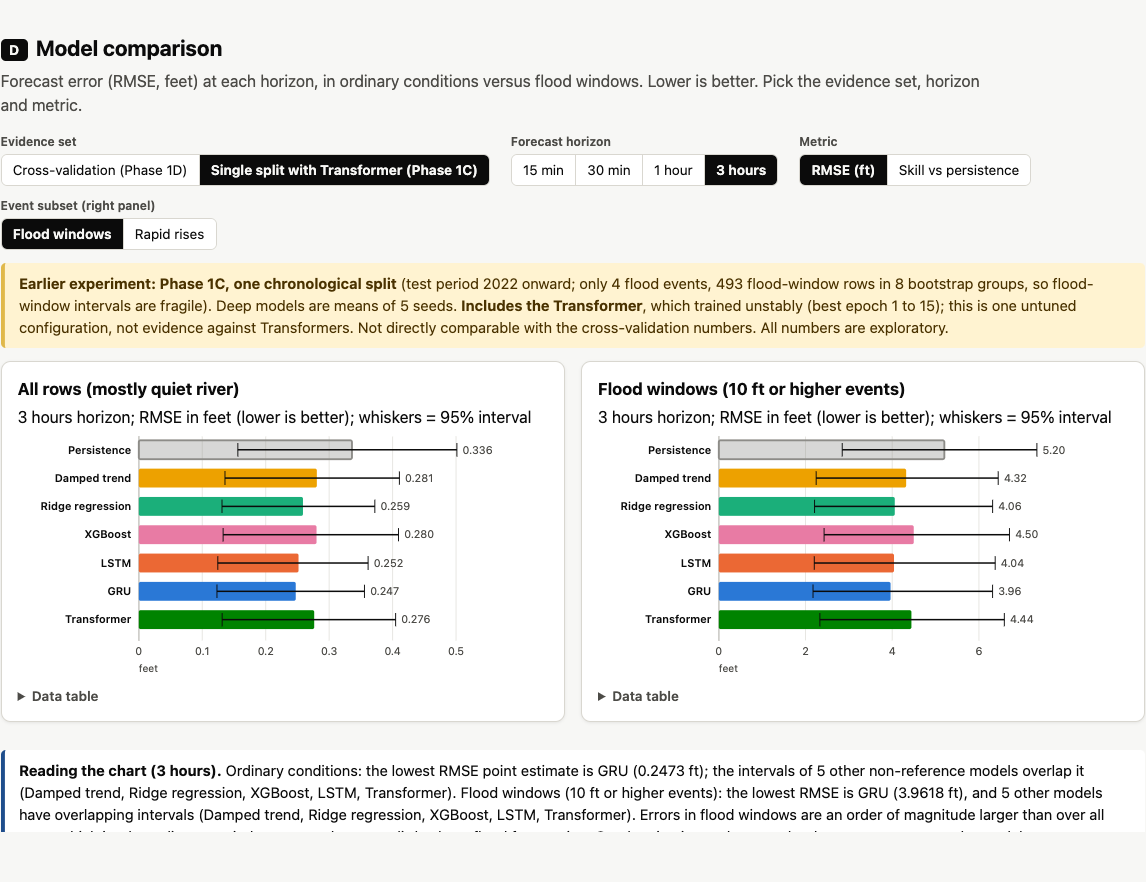 D Model comparison
Forecast error (RMSE, feet) at each horizon, in ordinary conditions versus flood windows. Lower is better. Pick the evidence set, horizon
and metric.
Evidence set
Cross-validation (Phase 1D)
Single split with Transformer (Phase 1C)
Forecast horizon
15 min
30 min
1 hour
3 hours
Metric
RMSE (ft)
Skill vs persistence
Event subset (right panel)
Flood windows
Rapid rises
Earlier experiment: Phase 1C, one chronological split (test period 2022 onward; only 4 flood events, 493 flood-window rows in 8 bootstrap groups, so flood-
window intervals are fragile). Deep models are means of 5 seeds. Includes the Transformer, which trained unstably (best epoch 1 to 15); this is one untuned
configuration, not evidence against Transformers. Not directly comparable with the cross-validation numbers. All numbers are exploratory.
All rows (mostly quiet river)
3 hours horizon; RMSE in feet (lower is better); whiskers = 95% interval
Persistence 0.336
Damped trend 0.281
Ridge regression 0.259
XGBoost 0.280
LSTM 0.252
GRU 0.247
Transformer 0.276
0 0.1 0.2 0.3 0.4 0.5
feet
▶ Data table
Flood windows (10 ft or higher events)
3 hours horizon; RMSE in feet (lower is better); whiskers = 95% interval
Persistence 5.20
Damped trend 4.32
Ridge regression 4.06
XGBoost 4.50
LSTM 4.04
GRU 3.96
Transformer 4.44
0 2 4 6
feet
▶ Data table
Reading the chart (3 hours). Ordinary conditions: the lowest RMSE point estimate is GRU (0.2473 ft); the intervals of 5 other non-reference models overlap it
(Damped trend, Ridge regression, XGBoost, LSTM, Transformer). Flood windows (10 ft or higher events): the lowest RMSE is GRU (3.9618 ft), and 5 other models
have overlapping intervals (Damped trend, Ridge regression, XGBoost, LSTM, Transformer). Errors in flood windows are an order of magnitude larger than over all